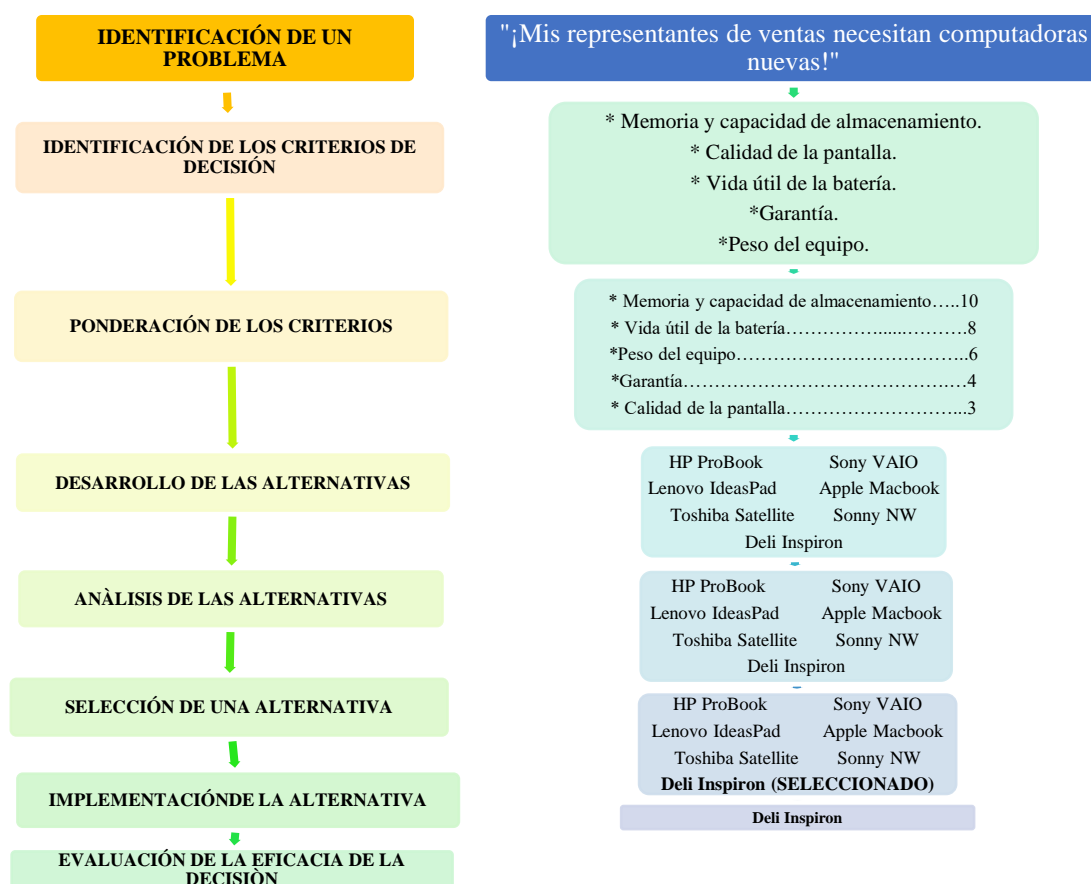 IDENTIFICACIÓN DE UN
PROBLEMA
IDENTIFICACIÓN DE LOS CRITERIOS DE
DECISIÓN
PONDERACIÓN DE LOS CRITERIOS
DESARROLLO DE LAS ALTERNATIVAS
ANÀLISIS DE LAS ALTERNATIVAS
SELECCIÓN DE UNA ALTERNATIVA
IMPLEMENTACIÓNDE LA ALTERNATIVA
EVALUACIÓN DE LA EFICACIA DE LA
DECISIÒN
"¡Mis representantes de ventas necesitan computadoras
nuevas!"
* Memoria y capacidad de almacenamiento.
* Calidad de la pantalla.
* Vida útil de la batería.
*Garantía.
*Peso del equipo.
* Memoria y capacidad de almacenamiento…..10
* Vida útil de la batería……………......……….8
*Peso del equipo……………………………..6
*Garantía…………………………………….…4
* Calidad de la pantalla………………………...3
HP ProBook Sony VAIO
Lenovo IdeasPad Apple Macbook
Toshiba Satellite Sonny NW
Deli Inspiron
HP ProBook Sony VAIO
Lenovo IdeasPad Apple Macbook
Toshiba Satellite Sonny NW
Deli Inspiron
HP ProBook Sony VAIO
Lenovo IdeasPad Apple Macbook
Toshiba Satellite Sonny NW
Deli Inspiron (SELECCIONADO)
Deli Inspiron